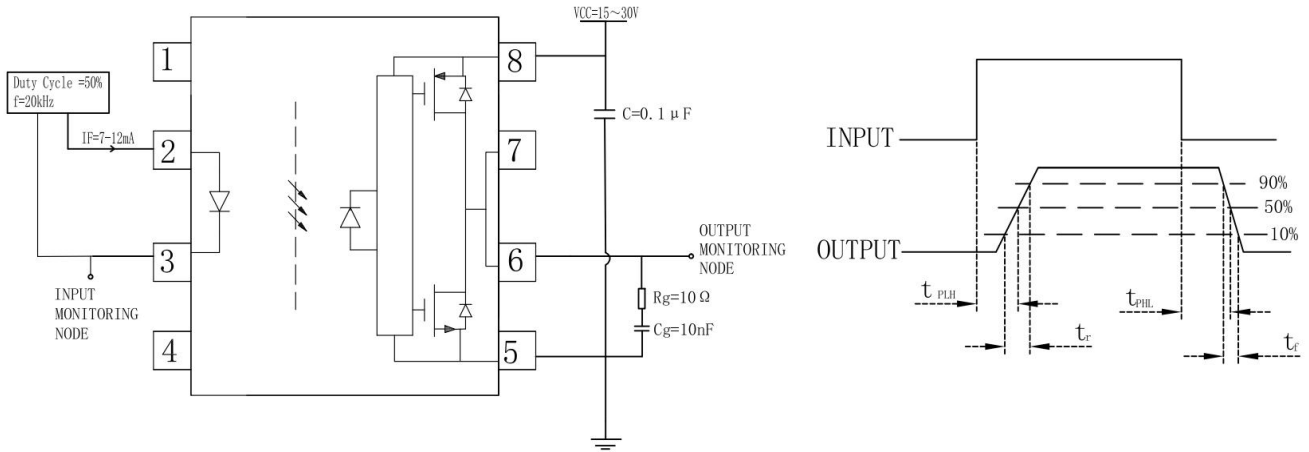 VCC=15～30V
1
8
Duty Cycle =50%
f=20kHz
C=0.1μF
IF=7-12mA
2
7
3
6
OUTPUT
MONITORING
NODE
INPUT
MONITORING
NODE
Rg=10Ω
Cg=10nF
4
5
INPUT
90%
50%
10%
OUTPUT
tPLH
tPHL
tr
tf